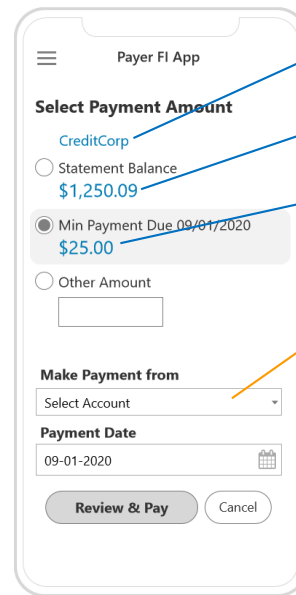 Payer FI App
Select Payment Amount
CreditCorp
Statement Balance
$1,250.09
Min Payment Due 09/01/2020
$25.00
Other Amount
Make Payment from
Select Account
Payment Date
09-01-2020
Review & Pay
Cancel